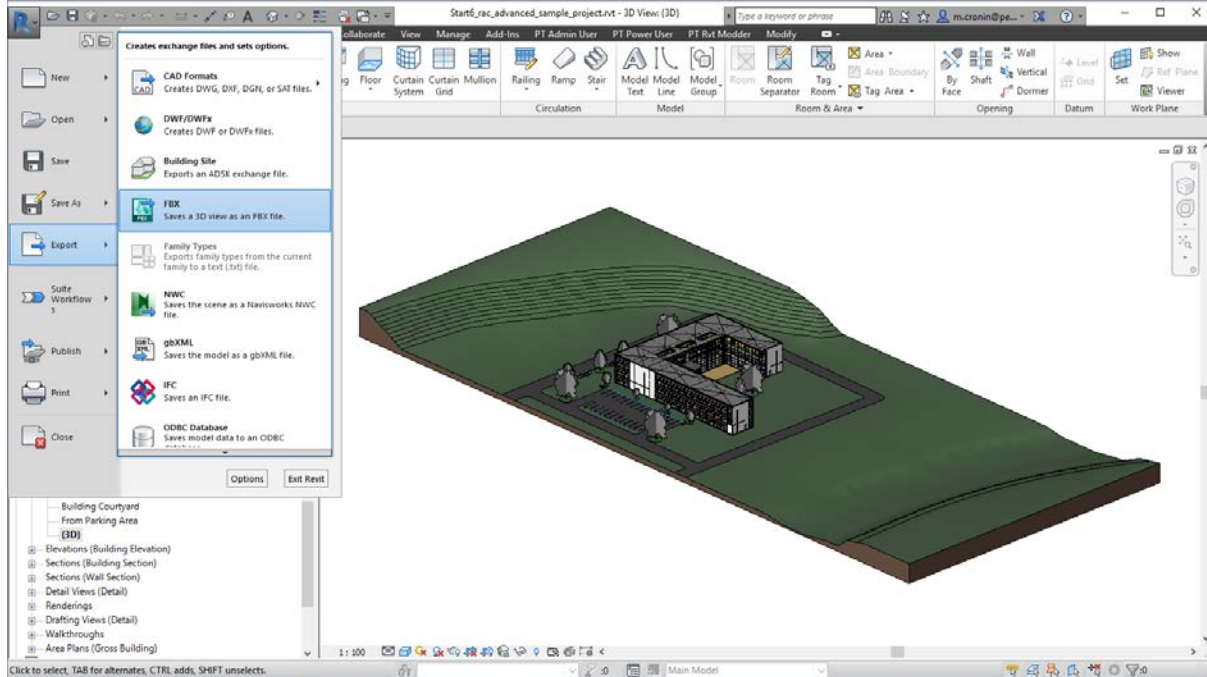 Start6_rac_advanced_sample_project.rvt - 3D View: {3D}
Type a keyword or phrase
m.cronin@pe...
Collaborate View Manage Add-Ins PT Admin User PT Power User PT Rvt Modder Modify
Creates exchange files and sets options.
New
Open
Save
Save As
Export
Suite
Workflow
s
Publish
Print
Close
CAD Formats
Creates DWG, DXF, DGN, or SAT files.
DWF/DWFx
Creates DWF or DWFx files.
Building Site
Exports an ADSK exchange file.
FBX
Saves a 3D view as an FBX file.
Family Types
Exports family types from the current
family to a text (.txt) file.
NWC
Saves the scene as a Navisworks NWC
file.
gbXML
Saves the model as a gbXML file.
IFC
Saves an IFC file.
ODBC Database
Saves model data to an ODBC
Options Exit Revit
Floor
Curtain System
Curtain Grid
Mullion
Railing
Ramp
Stair
Model Text
Model Line
Model Group
Room
Room Separator
Tag Room
Area
Area Boundary
Tag Area
By Face
Shaft
Wall
Vertical
Dormer
Level
Grid
Set
Show
Ref Plane
Viewer
Circulation Model Room & Area Opening Datum Work Plane
Building Courtyard
From Parking Area
{3D}
Elevations (Building Elevation)
Sections (Building Section)
Sections (Wall Section)
Detail Views (Detail)
Renderings
Drafting Views (Detail)
Walkthroughs
Area Plans (Gross Building)
1 : 100
Click to select, TAB for alternates, CTRL adds, SHIFT unselects.
:0
Main Model
:0